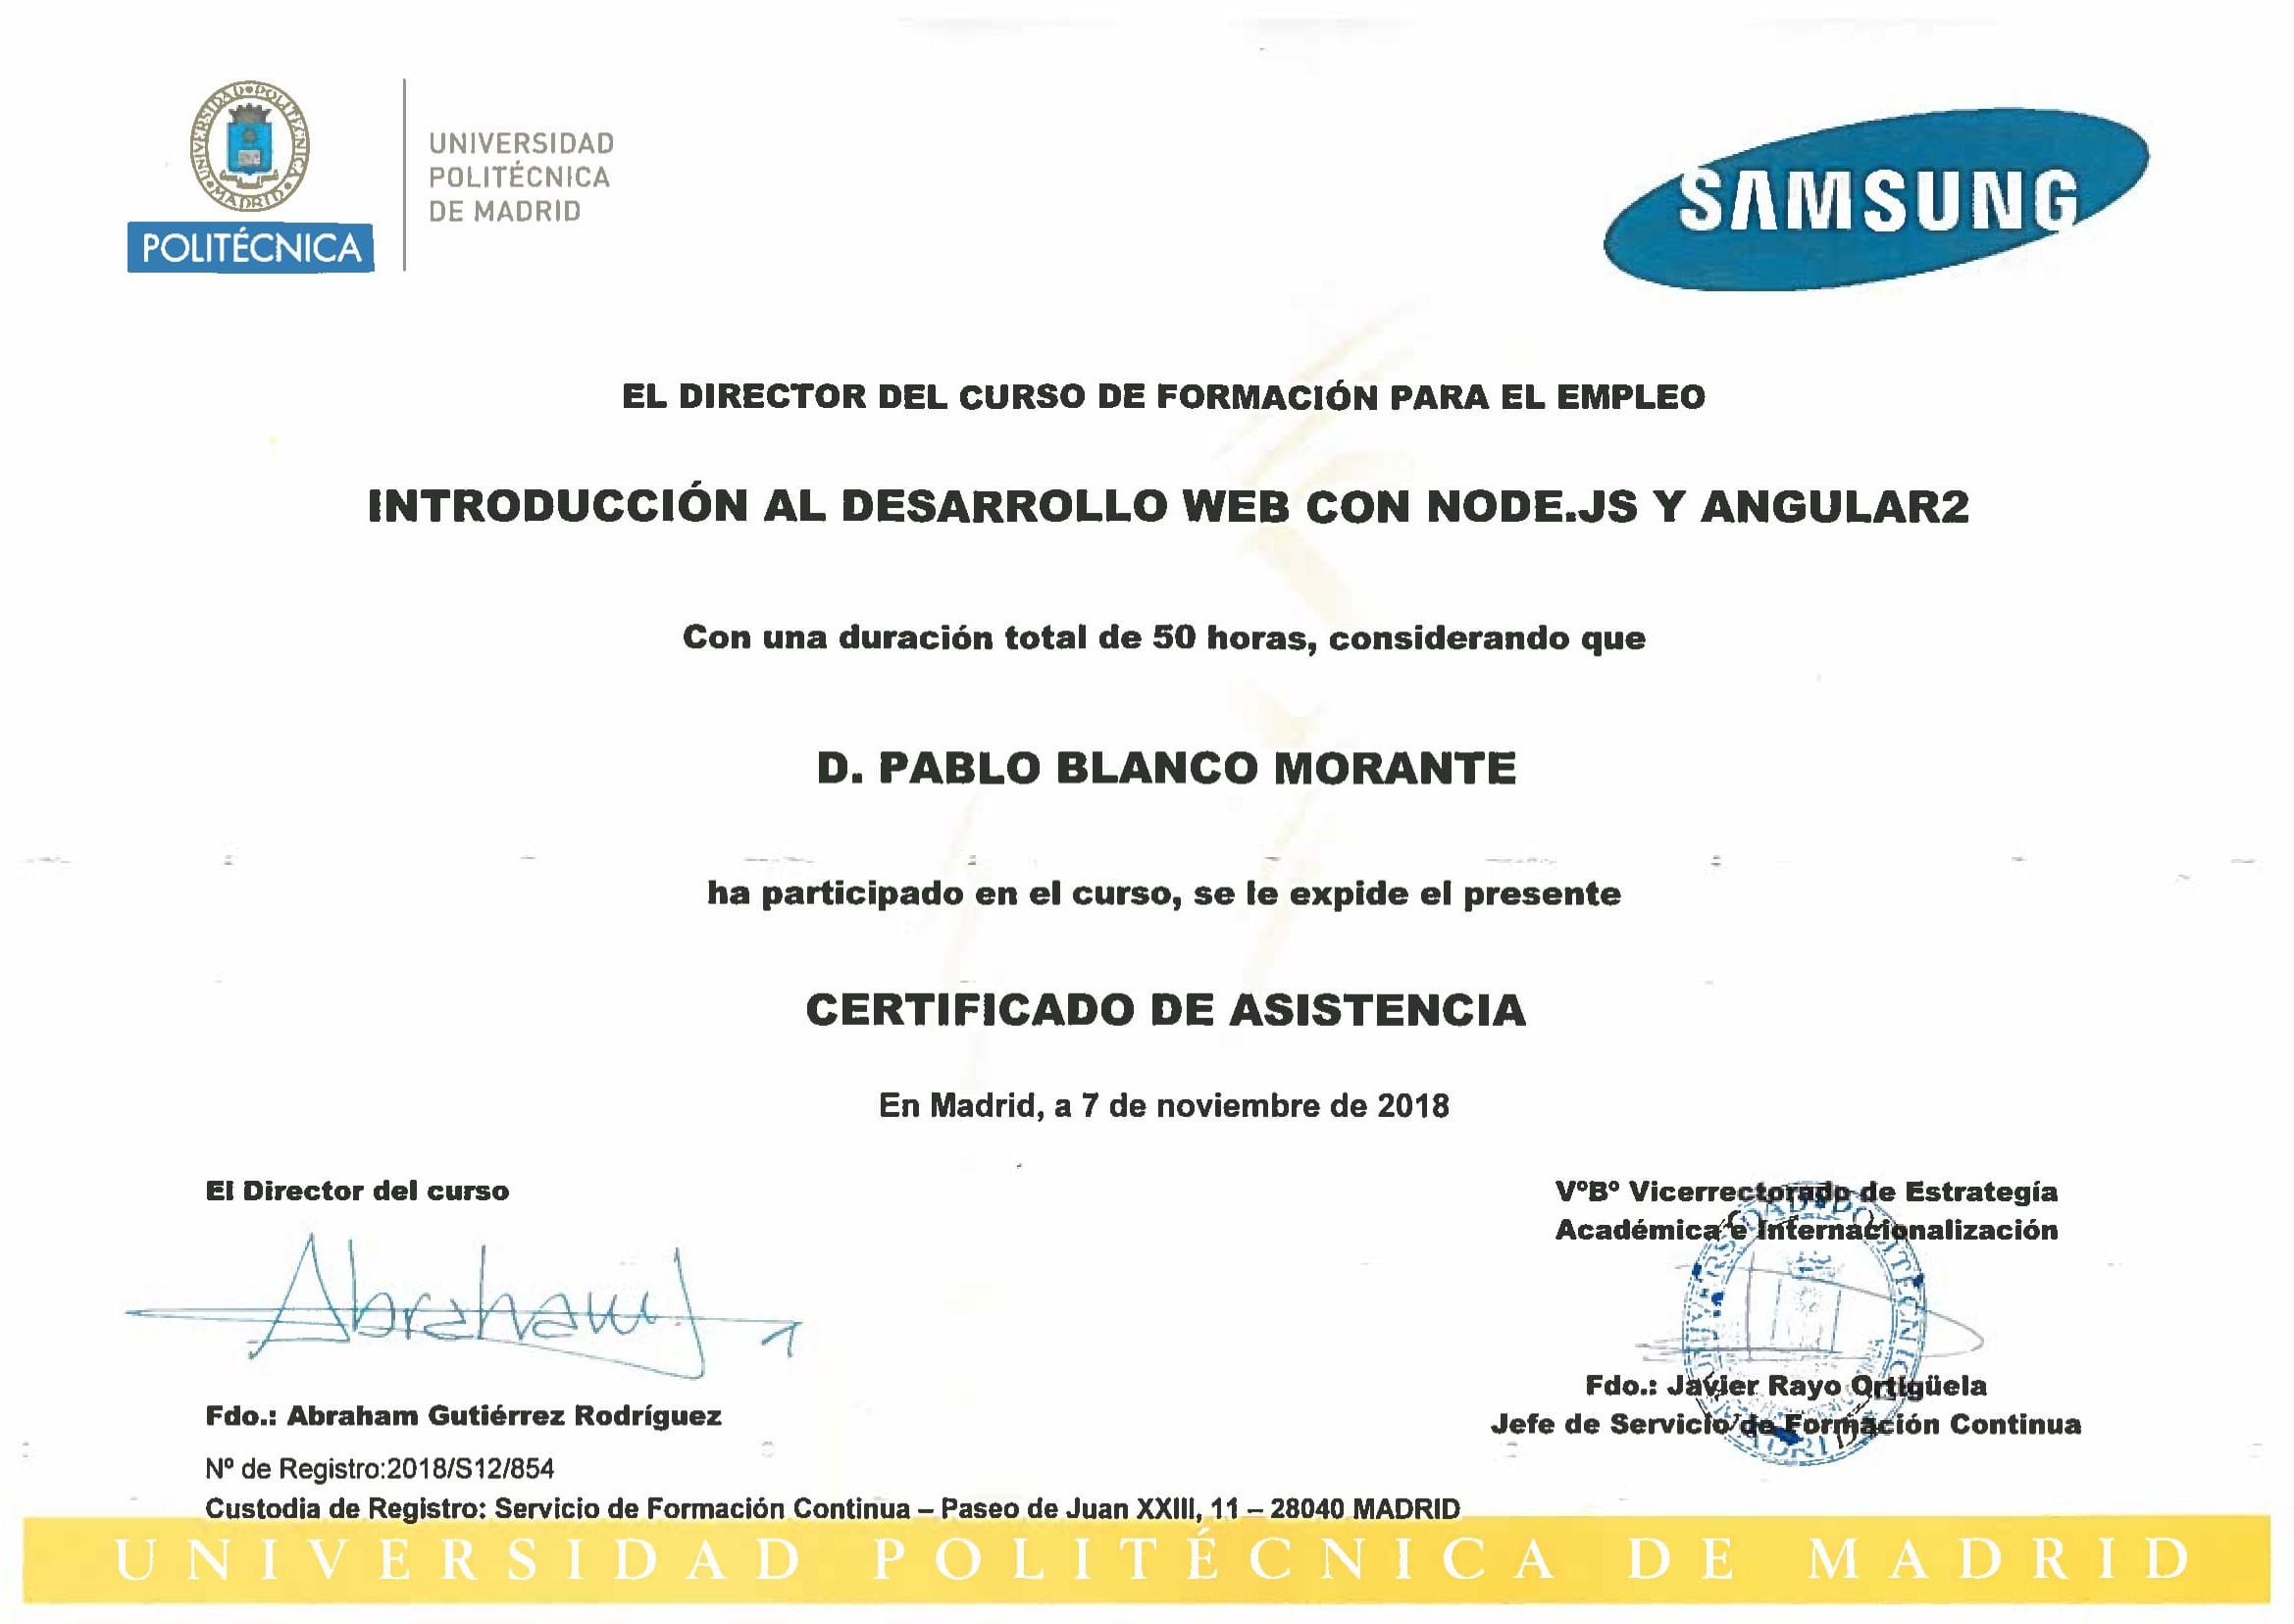 UNIVERSIDAD POLITÉCNICA MADRID
POLITÉCNICA
UNIVERSIDAD
POLITÉCNICA
DE MADRID
SAMSUNG
EL DIRECTOR DEL CURSO DE FORMACIÓN PARA EL EMPLEO
INTRODUCCIÓN AL DESARROLLO WEB CON NODE.JS Y ANGULAR2
Con una duración total de 50 horas, considerando que
D. PABLO BLANCO MORANTE
ha participado en el curso, se le expide el presente
CERTIFICADO DE ASISTENCIA
En Madrid, a 7 de noviembre de 2018
El Director del curso
Abraham
Fdo.: Abraham Gutiérrez Rodríguez
VºBº Vicerrectorado de Estrategía
Académica e Internacionalización
Fdo.: Javier Rayo Ortigüela
Jefe de Servicio de Formación Continua
Nº de Registro:2018/S12/854
Custodia de Registro: Servicio de Formación Continua – Paseo de Juan XXIII, 11 – 28040 MADRID
UNIVERSIDAD POLITÉCNICA DE MADRID